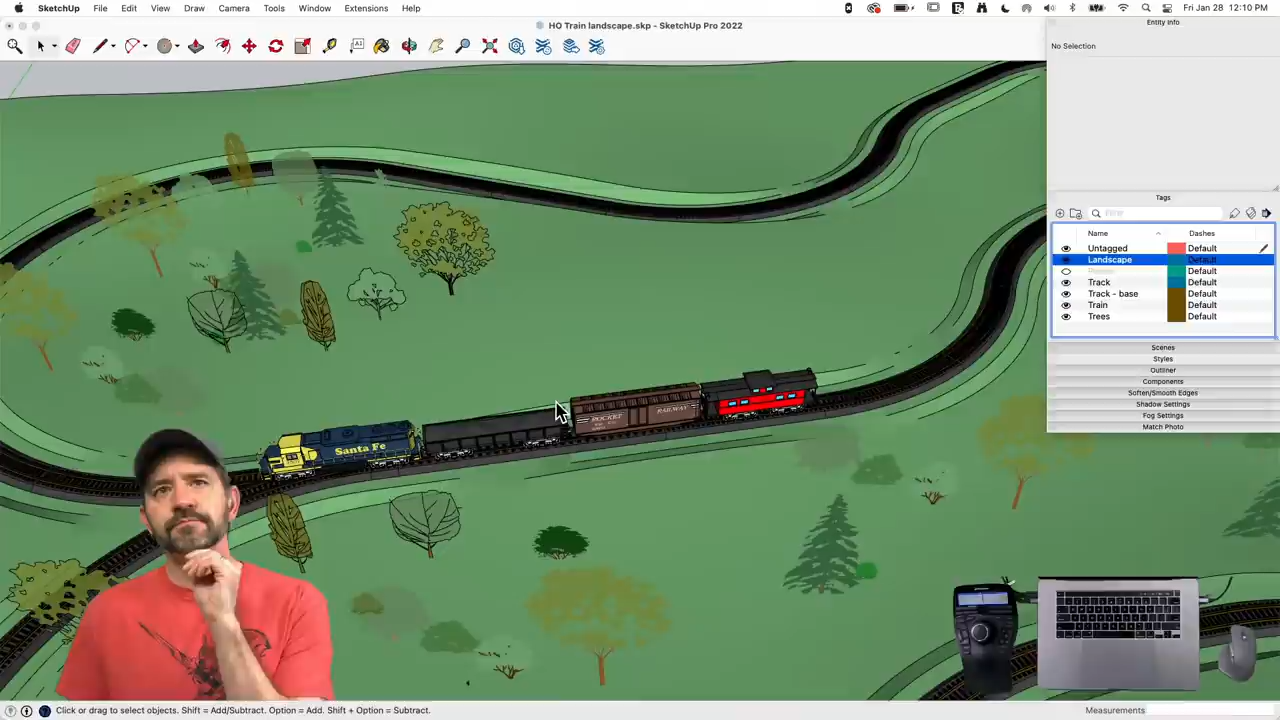 SketchUp File Edit View Draw Camera Tools Window Extensions Help Fri Jan 28 12:10 PM
HO Train landscape.skp - SketchUp Pro 2022
Entity Info
No Selection
Tags
Filter
Name Dashes
Untagged Default
Landscape Default
Default
Track Default
Track - base Default
Train Default
Trees Default
Scenes
Styles
Outliner
Components
Soften/Smooth Edges
Shadow Settings
Fog Settings
Match Photo
POCKET RAILWAY
Santa Fe
Click or drag to select objects. Shift = Add/Subtract. Option = Add. Shift + Option = Subtract. Measurements